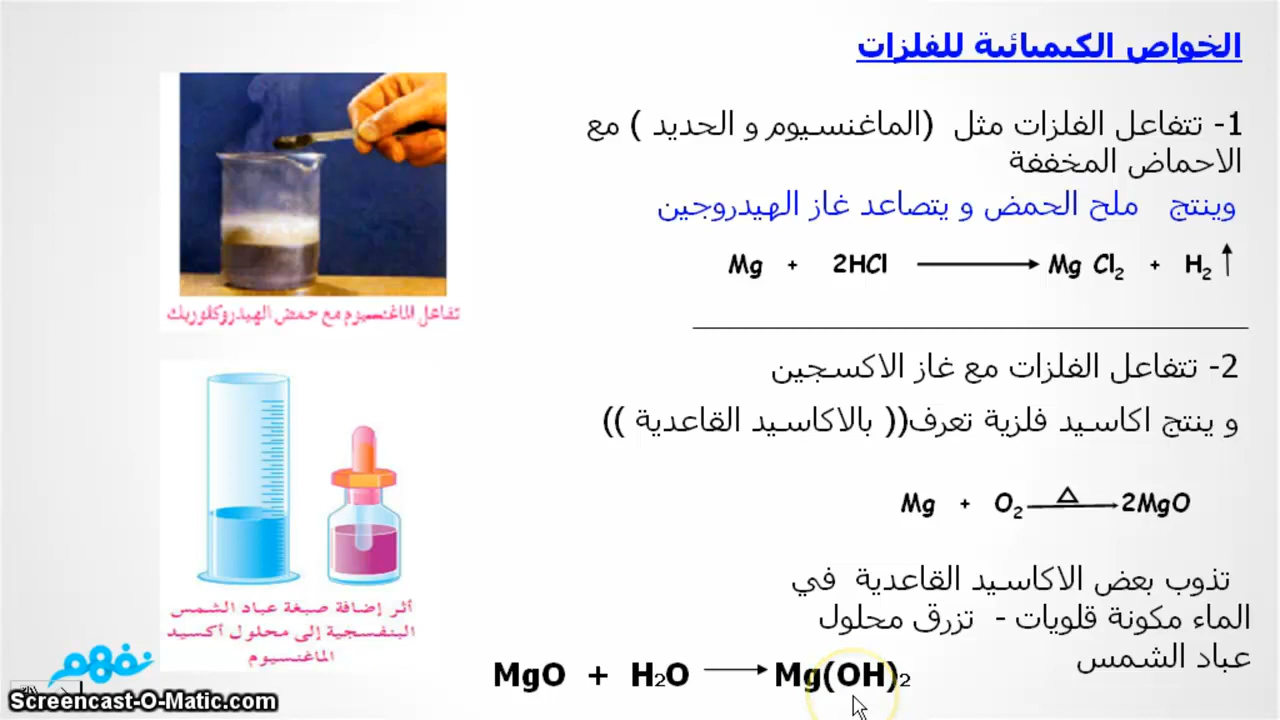 الخواص الكيميائية للفلزات
1- تتفاعل الفلزات مثل (الماغنسيوم و الحديد ) مع
الاحماض المخففة
وينتج ملح الحمض و يتصاعد غاز الهيدروجين
Mg + 2HCl ⟶ Mg Cl₂ + H₂ ↑
تفاعل الماغنسيوم مع حمض الهيدروكلوريك
2- تتفاعل الفلزات مع غاز الاكسجين
و ينتج اكاسيد فلزية تعرف(( بالاكاسيد القاعدية ))
Mg + O₂ —△→ 2MgO
تذوب بعض الاكاسيد القاعدية في
الماء مكونة قلويات - تزرق محلول
عباد الشمس
MgO + H₂O ⟶ Mg(OH)₂
أثر إضافة صبغة عباد الشمس
البنفسجية إلى محلول أكسيد
الماغنسيوم
نفهم
Screencast-O-Matic.com